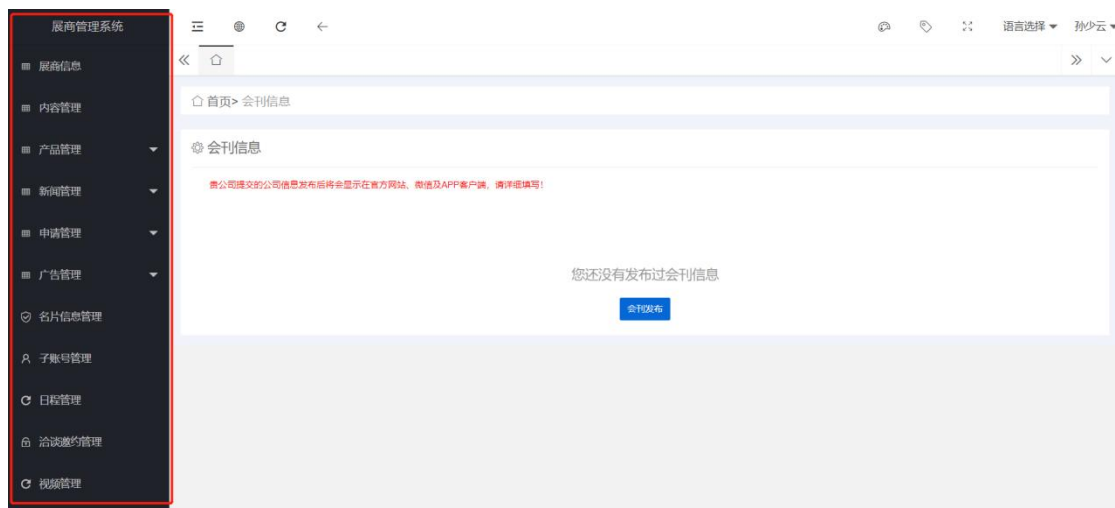 展商管理系统
语言选择
孙少云
展商信息
内容管理
产品管理
新闻管理
申请管理
广告管理
名片信息管理
子账号管理
日程管理
洽谈邀约管理
视频管理
首页> 会刊信息
会刊信息
贵公司提交的公司信息发布后将会显示在官方网站、微信及APP客户端，请详细填写！
您还没有发布过会刊信息
会刊发布